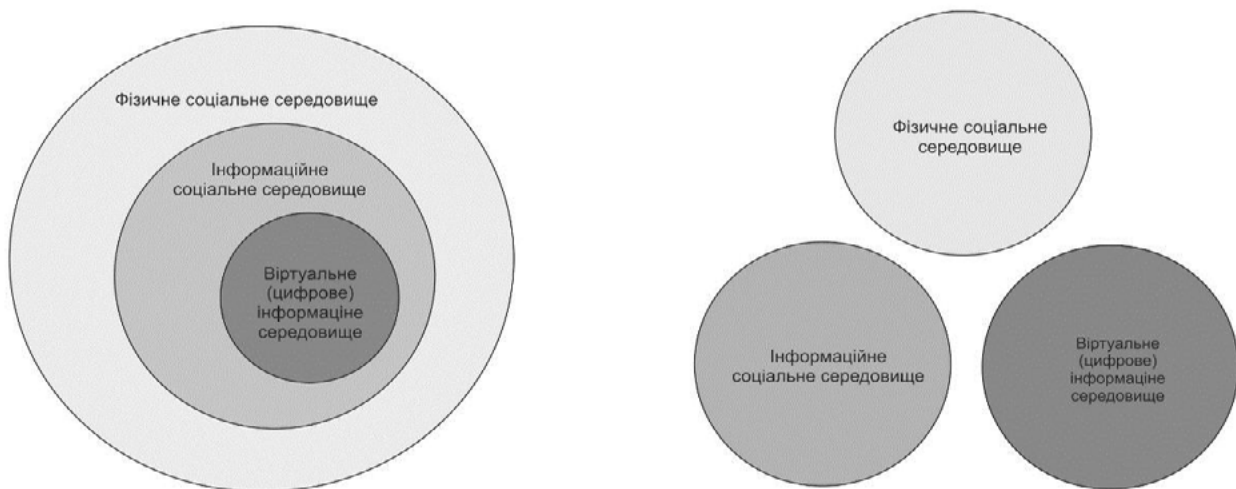 Фізичне соціальне середовище
Інформаційне
соціальне середовище
Віртуальне
(цифрове)
інформаціне
середовище
Фізичне соціальне
середовище
Інформаційне
соціальне середовище
Віртуальне
(цифрове)
інформаціне
середовище